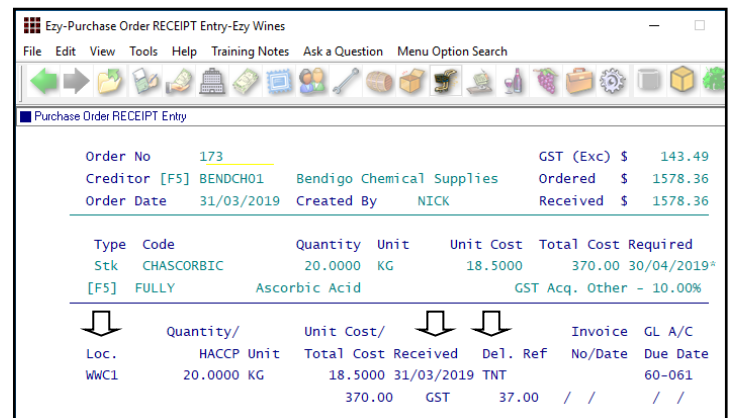 Ezy-Purchase Order RECEIPT Entry-Ezy Wines
File Edit View Tools Help Training Notes Ask a Question Menu Option Search
Purchase Order RECEIPT Entry
Order No 173 GST (Exc) $ 143.49
Creditor [F5] BENDCH01 Bendigo Chemical Supplies Ordered $ 1578.36
Order Date 31/03/2019 Created By NICK Received $ 1578.36
Type Code Quantity Unit Unit Cost Total Cost Required
Stk CHASCORBIC 20.0000 KG 18.5000 370.00 30/04/2019*
[F5] FULLY Ascorbic Acid GST Acq. Other - 10.00%
Quantity/ Unit Cost/ Invoice GL A/C
Loc. HACCP Unit Total Cost Received Del. Ref No/Date Due Date
WWC1 20.0000 KG 18.5000 31/03/2019 TNT 60-061
370.00 GST 37.00 / / / /